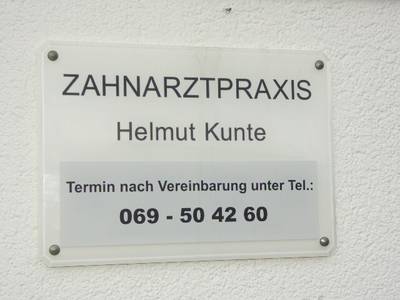 ZAHNARZTPRAXIS
Helmut Kunte
Termin nach Vereinbarung unter Tel.:
069 - 50 42 60